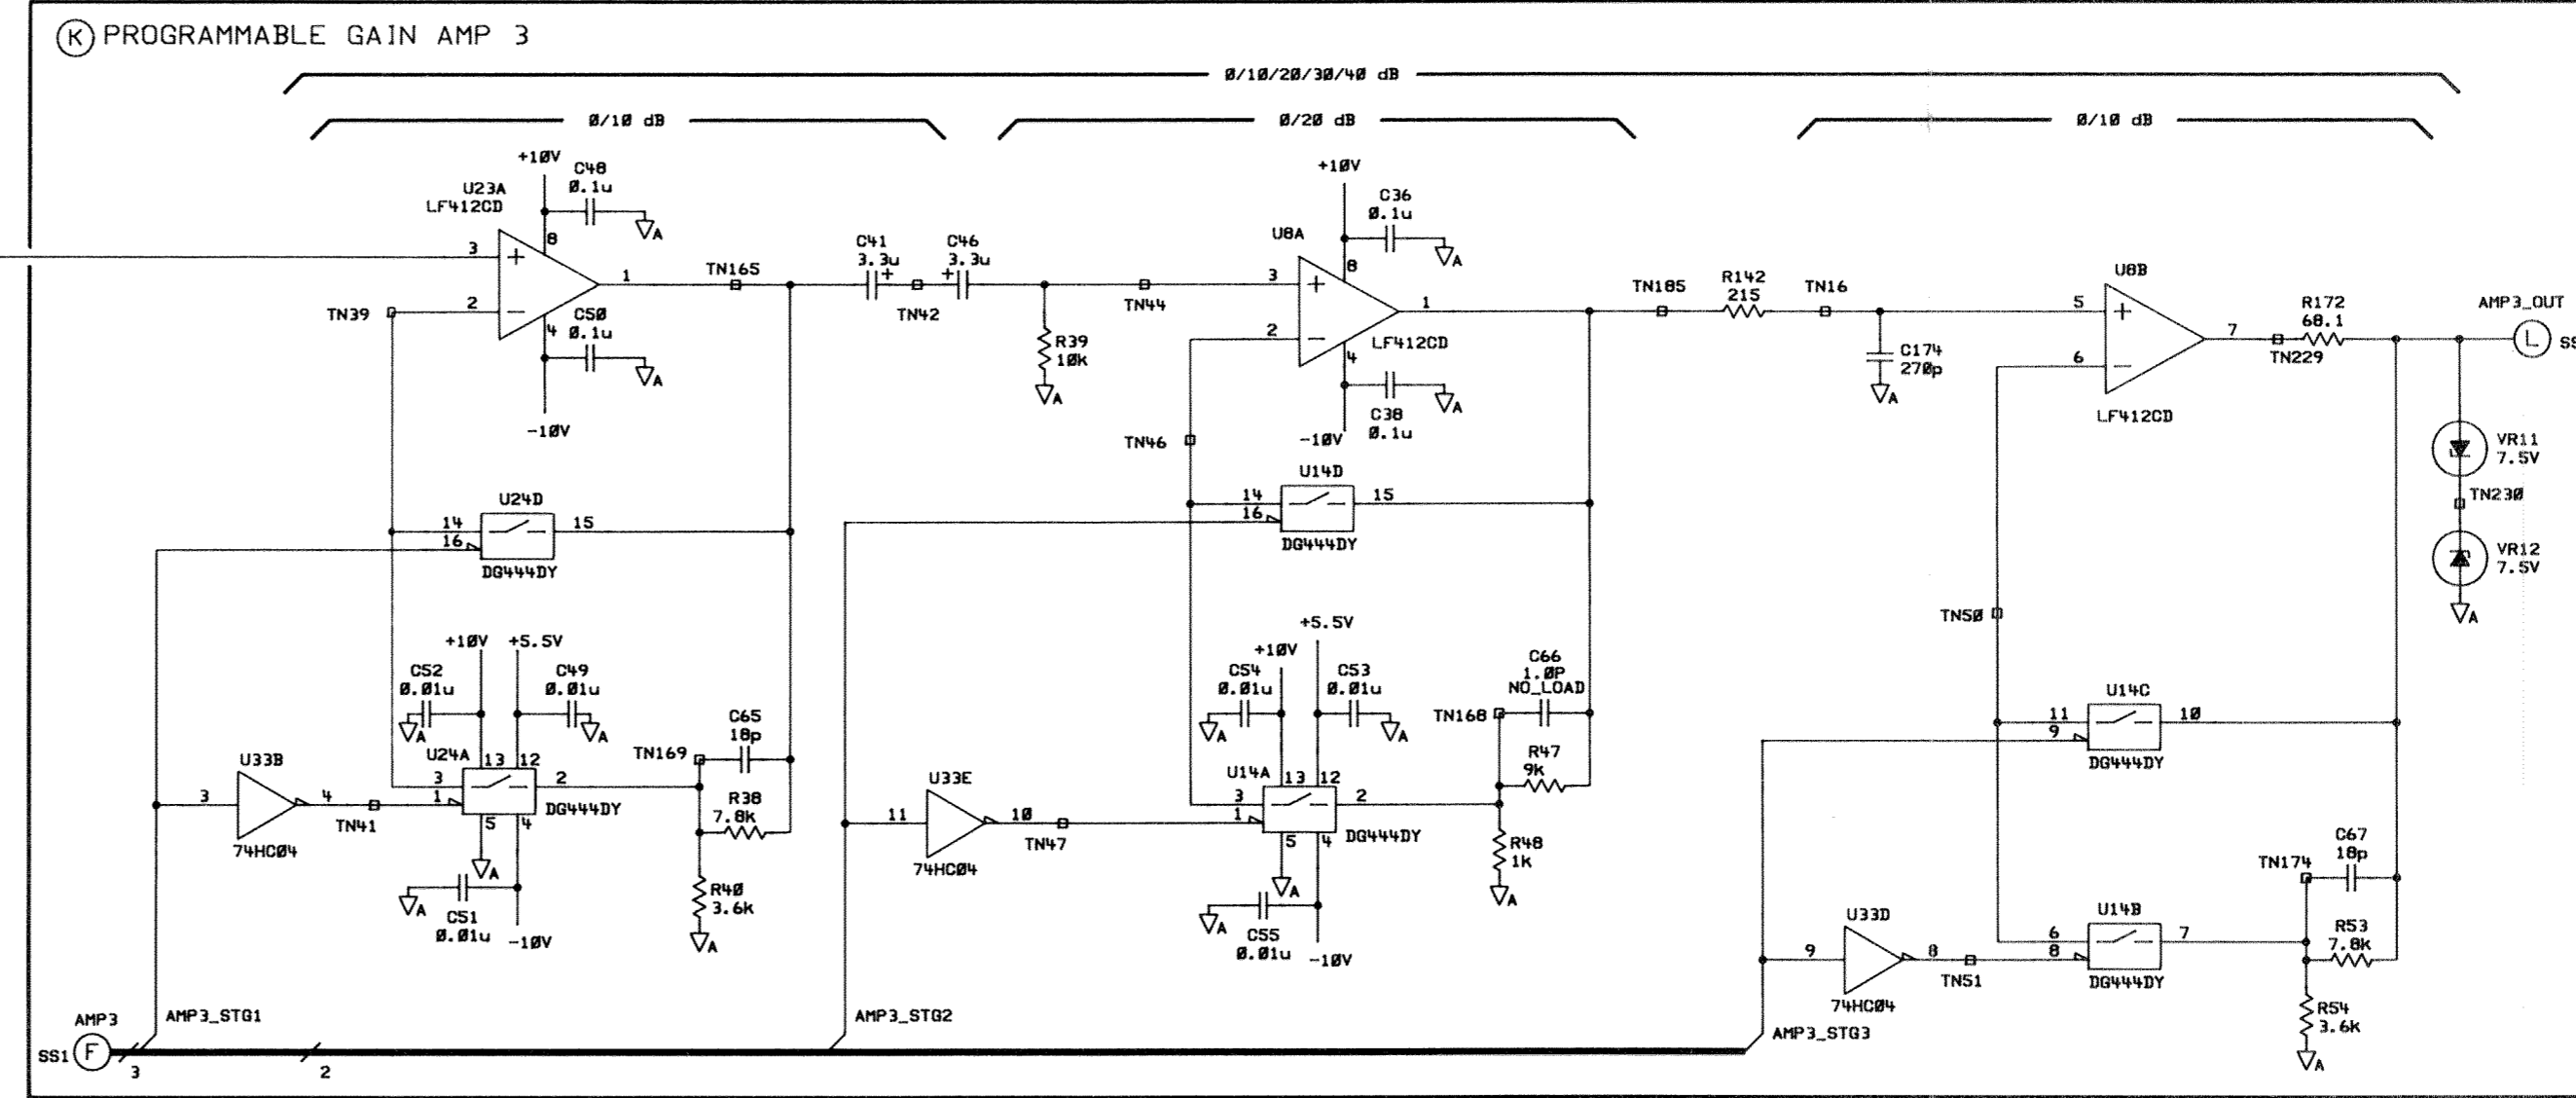 K PROGRAMMABLE GAIN AMP 3
0/10/20/30/40 dB
0/10 dB
0/20 dB
0/10 dB
+10V
C48
0.1u
U23A
LF412CD
A
8
3
+
2
−
1
4
TN39
C50
0.1u
A
-10V
TN165
C41
3.3u
+
TN42
C46
3.3u
+
R39
10k
A
TN44
+10V
C36
0.1u
A
U8A
8
3
+
2
−
1
4
LF412CD
C38
0.1u
A
-10V
TN46
TN185
R142
215
TN16
C174
270p
A
U8B
5
+
6
−
7
LF412CD
TN229
R172
68.1
AMP3_OUT
L
SS
VR11
7.5V
TN230
VR12
7.5V
A
U24D
14
16
15
DG444DY
U14D
14
16
15
DG444DY
TN50
+10V
+5.5V
C52
0.01u
A
C49
0.01u
A
U24A
13
12
3
1
2
5
4
DG444DY
A
C51
0.01u
A
-10V
U33B
3
4
74HC04
TN41
TN169
C65
18p
R38
7.8k
R40
3.6k
A
+5.5V
+10V
C54
0.01u
A
C53
0.01u
A
U14A
13
12
3
1
2
5
4
DG444DY
A
C55
0.01u
A
-10V
U33E
11
10
74HC04
TN47
C66
1.0P
NO_LOAD
TN168
R47
9k
R48
1k
A
U14C
11
9
10
DG444DY
U33D
9
8
74HC04
TN51
U14B
6
8
7
DG444DY
TN174
C67
18p
R53
7.8k
R54
3.6k
A
AMP3
SS1 F
3
2
AMP3_STG1
AMP3_STG2
AMP3_STG3